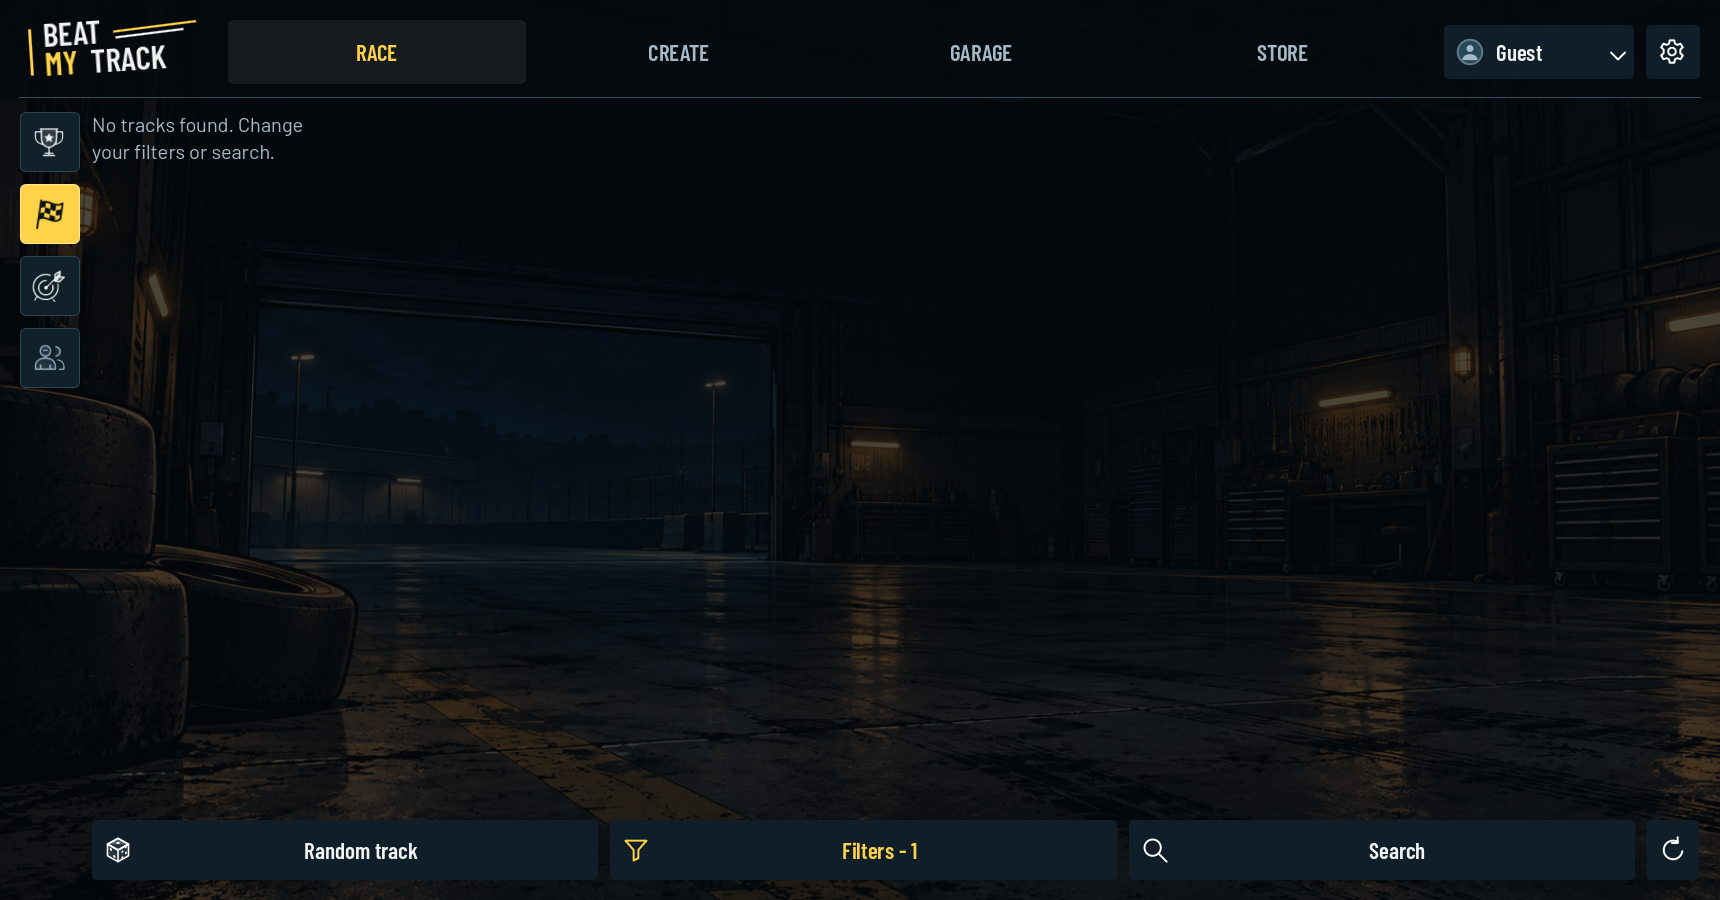 BEAT
MY TRACK
RACE
CREATE
GARAGE
STORE
Guest
No tracks found. Change
your filters or search.
Random track
Filters - 1
Search